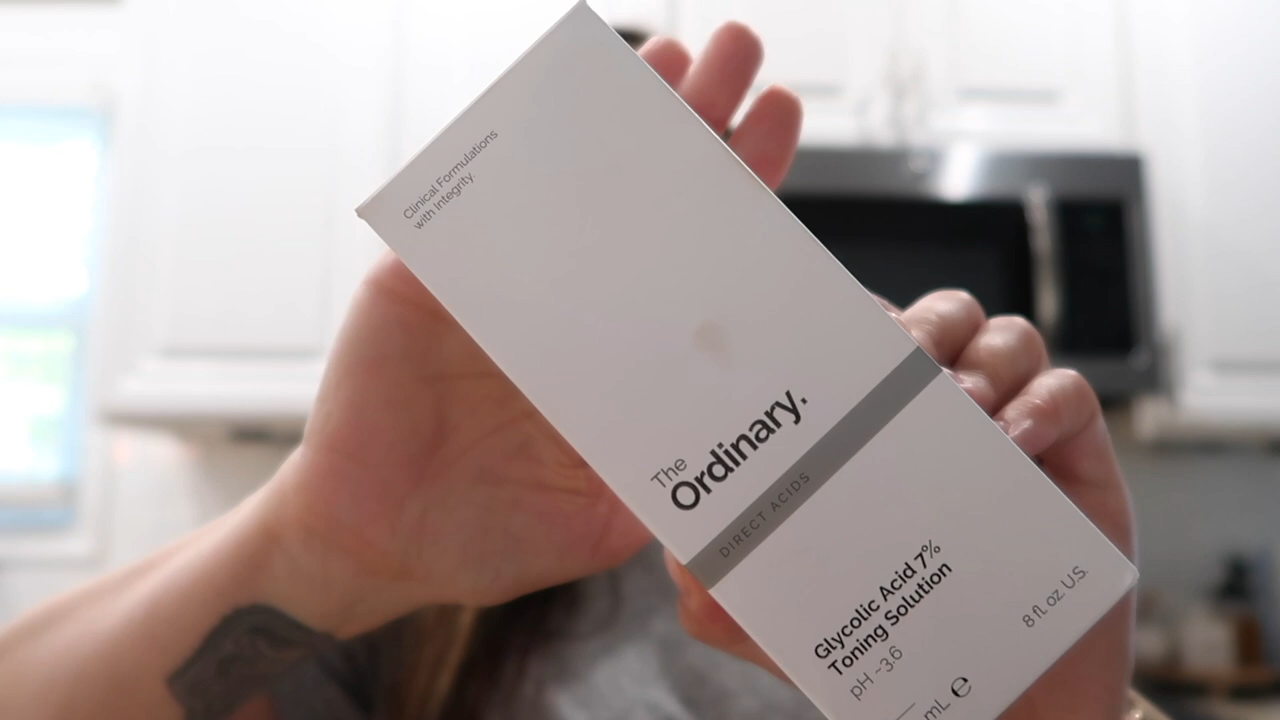 Clinical Formulations
with Integrity.
The
Ordinary.
DIRECT ACIDS
Glycolic Acid 7%
Toning Solution
pH ~3.6
mL ℮
8 fl oz U.S.